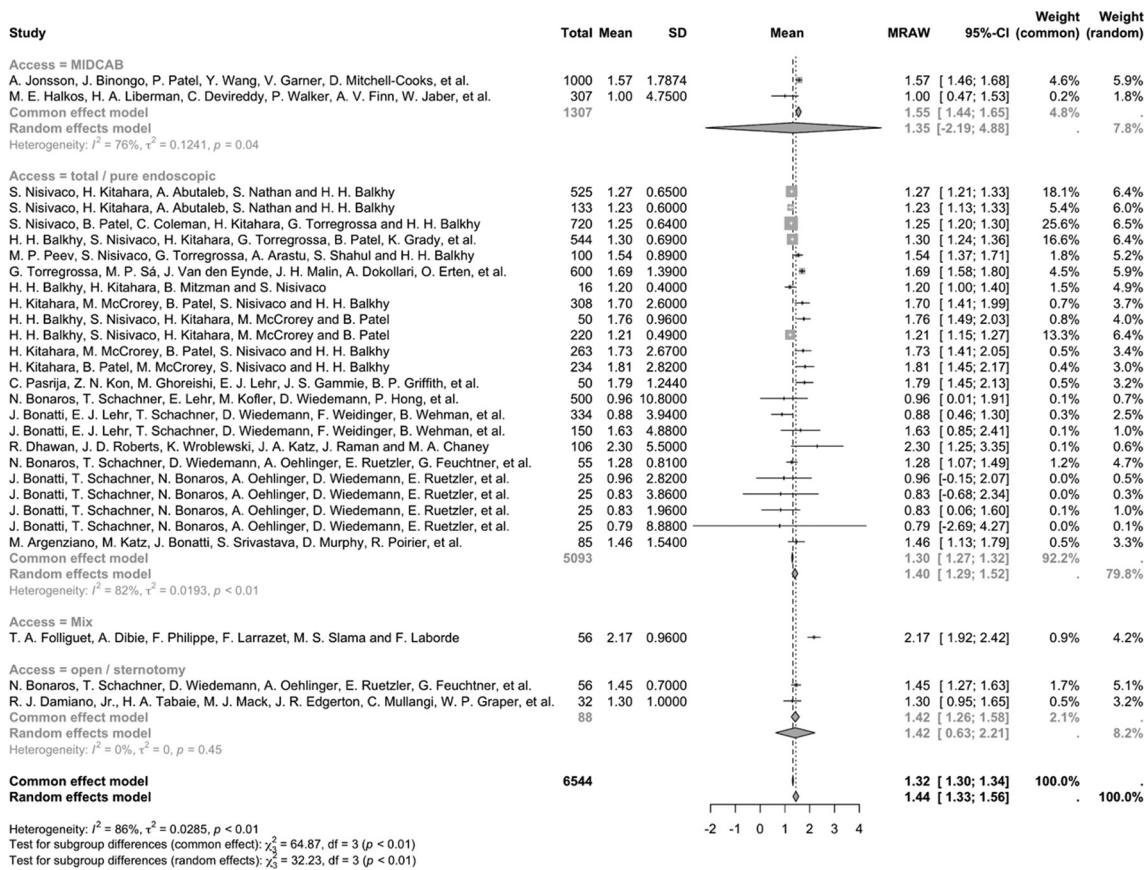 Study Total Mean SD Mean MRAW 95%-CI Weight (common) Weight (random)
Access = MIDCAB
A. Jonsson, J. Binongo, P. Patel, Y. Wang, V. Garner, D. Mitchell-Cooks, et al. 1000 1.57 1.7874 1.57 [ 1.46; 1.68] 4.6% 5.9%
M. E. Halkos, H. A. Liberman, C. Devireddy, P. Walker, A. V. Finn, W. Jaber, et al. 307 1.00 4.7500 1.00 [ 0.47; 1.53] 0.2% 1.8%
Common effect model 1307 1.55 [ 1.44; 1.65] 4.8% .
Random effects model 1.35 [-2.19; 4.88] . 7.8%
Heterogeneity: I² = 76%, τ² = 0.1241, p = 0.04
Access = total / pure endoscopic
S. Nisivaco, H. Kitahara, A. Abutaleb, S. Nathan and H. H. Balkhy 525 1.27 0.6500 1.27 [ 1.21; 1.33] 18.1% 6.4%
S. Nisivaco, H. Kitahara, A. Abutaleb, S. Nathan and H. H. Balkhy 133 1.23 0.6000 1.23 [ 1.13; 1.33] 5.4% 6.0%
S. Nisivaco, B. Patel, C. Coleman, H. Kitahara, G. Torregrossa and H. H. Balkhy 720 1.25 0.6400 1.25 [ 1.20; 1.30] 25.6% 6.5%
H. H. Balkhy, S. Nisivaco, H. Kitahara, G. Torregrossa, B. Patel, K. Grady, et al. 544 1.30 0.6900 1.30 [ 1.24; 1.36] 16.6% 6.4%
M. P. Peev, S. Nisivaco, G. Torregrossa, A. Arastu, S. Shahul and H. H. Balkhy 100 1.54 0.8900 1.54 [ 1.37; 1.71] 1.8% 5.2%
G. Torregrossa, M. P. Sá, J. Van den Eynde, J. H. Malin, A. Dokollari, O. Erten, et al. 600 1.69 1.3900 1.69 [ 1.58; 1.80] 4.5% 5.9%
H. H. Balkhy, H. Kitahara, B. Mitzman and S. Nisivaco 16 1.20 0.4000 1.20 [ 1.00; 1.40] 1.5% 4.9%
H. Kitahara, M. McCrorey, B. Patel, S. Nisivaco and H. H. Balkhy 308 1.70 2.6000 1.70 [ 1.41; 1.99] 0.7% 3.7%
H. H. Balkhy, S. Nisivaco, H. Kitahara, M. McCrorey and B. Patel 50 1.76 0.9600 1.76 [ 1.49; 2.03] 0.8% 4.0%
H. H. Balkhy, S. Nisivaco, H. Kitahara, M. McCrorey and B. Patel 220 1.21 0.4900 1.21 [ 1.15; 1.27] 13.3% 6.4%
H. Kitahara, M. McCrorey, B. Patel, S. Nisivaco and H. H. Balkhy 263 1.73 2.6700 1.73 [ 1.41; 2.05] 0.5% 3.4%
H. Kitahara, B. Patel, M. McCrorey, S. Nisivaco and H. H. Balkhy 234 1.81 2.8200 1.81 [ 1.45; 2.17] 0.4% 3.0%
C. Pasrija, Z. N. Kon, M. Ghoreishi, E. J. Lehr, J. S. Gammie, B. P. Griffith, et al. 50 1.79 1.2440 1.79 [ 1.45; 2.13] 0.5% 3.2%
N. Bonaros, T. Schachner, E. Lehr, M. Kofler, D. Wiedemann, P. Hong, et al. 500 0.96 10.8000 0.96 [ 0.01; 1.91] 0.1% 0.7%
J. Bonatti, E. J. Lehr, T. Schachner, D. Wiedemann, F. Weidinger, B. Wehman, et al. 334 0.88 3.9400 0.88 [ 0.46; 1.30] 0.3% 2.5%
J. Bonatti, E. J. Lehr, T. Schachner, D. Wiedemann, F. Weidinger, B. Wehman, et al. 150 1.63 4.8800 1.63 [ 0.85; 2.41] 0.1% 1.0%
R. Dhawan, J. D. Roberts, K. Wroblewski, J. A. Katz, J. Raman and M. A. Chaney 106 2.30 5.5000 2.30 [ 1.25; 3.35] 0.1% 0.6%
N. Bonaros, T. Schachner, D. Wiedemann, A. Oehlinger, E. Ruetzler, G. Feuchtner, et al. 55 1.28 0.8100 1.28 [ 1.07; 1.49] 1.2% 4.7%
J. Bonatti, T. Schachner, N. Bonaros, A. Oehlinger, D. Wiedemann, E. Ruetzler, et al. 25 0.96 2.8200 0.96 [-0.15; 2.07] 0.0% 0.6%
J. Bonatti, T. Schachner, N. Bonaros, A. Oehlinger, D. Wiedemann, E. Ruetzler, et al. 25 0.83 3.8600 0.83 [-0.68; 2.34] 0.0% 0.3%
J. Bonatti, T. Schachner, N. Bonaros, A. Oehlinger, D. Wiedemann, E. Ruetzler, et al. 25 0.83 1.9600 0.83 [ 0.06; 1.60] 0.1% 1.0%
J. Bonatti, T. Schachner, N. Bonaros, A. Oehlinger, D. Wiedemann, E. Ruetzler, et al. 25 0.79 8.8800 0.79 [-2.69; 4.27] 0.0% 0.1%
M. Argenziano, M. Katz, J. Bonatti, S. Srivastava, D. Murphy, R. Poirier, et al. 85 1.46 1.5400 1.46 [ 1.13; 1.79] 0.5% 3.3%
Common effect model 5093 1.30 [ 1.27; 1.32] 92.2% .
Random effects model 1.40 [ 1.29; 1.52] . 79.8%
Heterogeneity: I² = 82%, τ² = 0.0193, p < 0.01
Access = Mix
T. A. Folliguet, A. Dibie, F. Philippe, F. Larrazet, M. S. Slama and F. Laborde 56 2.17 0.9600 2.17 [ 1.92; 2.42] 0.9% 4.2%
Access = open / sternotomy
N. Bonaros, T. Schachner, D. Wiedemann, A. Oehlinger, E. Ruetzler, G. Feuchtner, et al. 56 1.45 0.7000 1.45 [ 1.27; 1.63] 1.7% 5.1%
R. J. Damiano, Jr., H. A. Tabaie, M. J. Mack, J. R. Edgerton, C. Mullangi, W. P. Graper, et al. 32 1.30 1.0000 1.30 [ 0.95; 1.65] 0.5% 3.2%
Common effect model 88 1.42 [ 1.26; 1.58] 2.1% .
Random effects model 1.42 [ 0.63; 2.21] . 8.2%
Heterogeneity: I² = 0%, τ² = 0, p = 0.45
Common effect model 6544 1.32 [ 1.30; 1.34] 100.0% .
Random effects model 1.44 [ 1.33; 1.56] . 100.0%
-2 -1 0 1 2 3 4
Heterogeneity: I² = 86%, τ² = 0.0285, p < 0.01
Test for subgroup differences (common effect): χ²₃ = 64.87, df = 3 (p < 0.01)
Test for subgroup differences (random effects): χ²₃ = 32.23, df = 3 (p < 0.01)